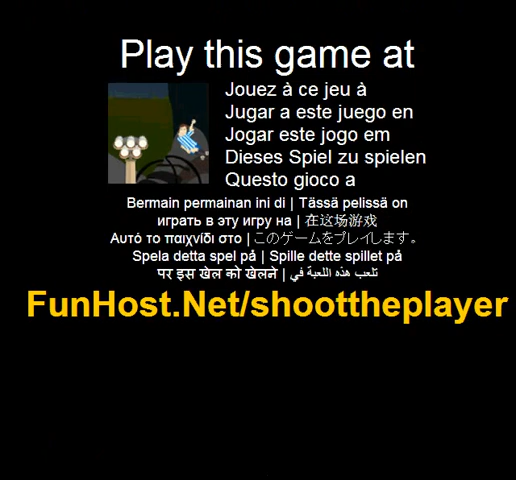 Play this game at
Jouez à ce jeu à
Jugar a este juego en
Jogar este jogo em
Dieses Spiel zu spielen
Questo gioco a
Bermain permainan ini di | Tässä pelissä on
играть в эту игру на | 在这场游戏
Αυτό το παιχνίδι στο | このゲームをプレイします。
Spela detta spel på | Spille dette spillet på
पर इस खेल को खेलने | تلعب هذه اللعبة في
FunHost.Net/shoottheplayer